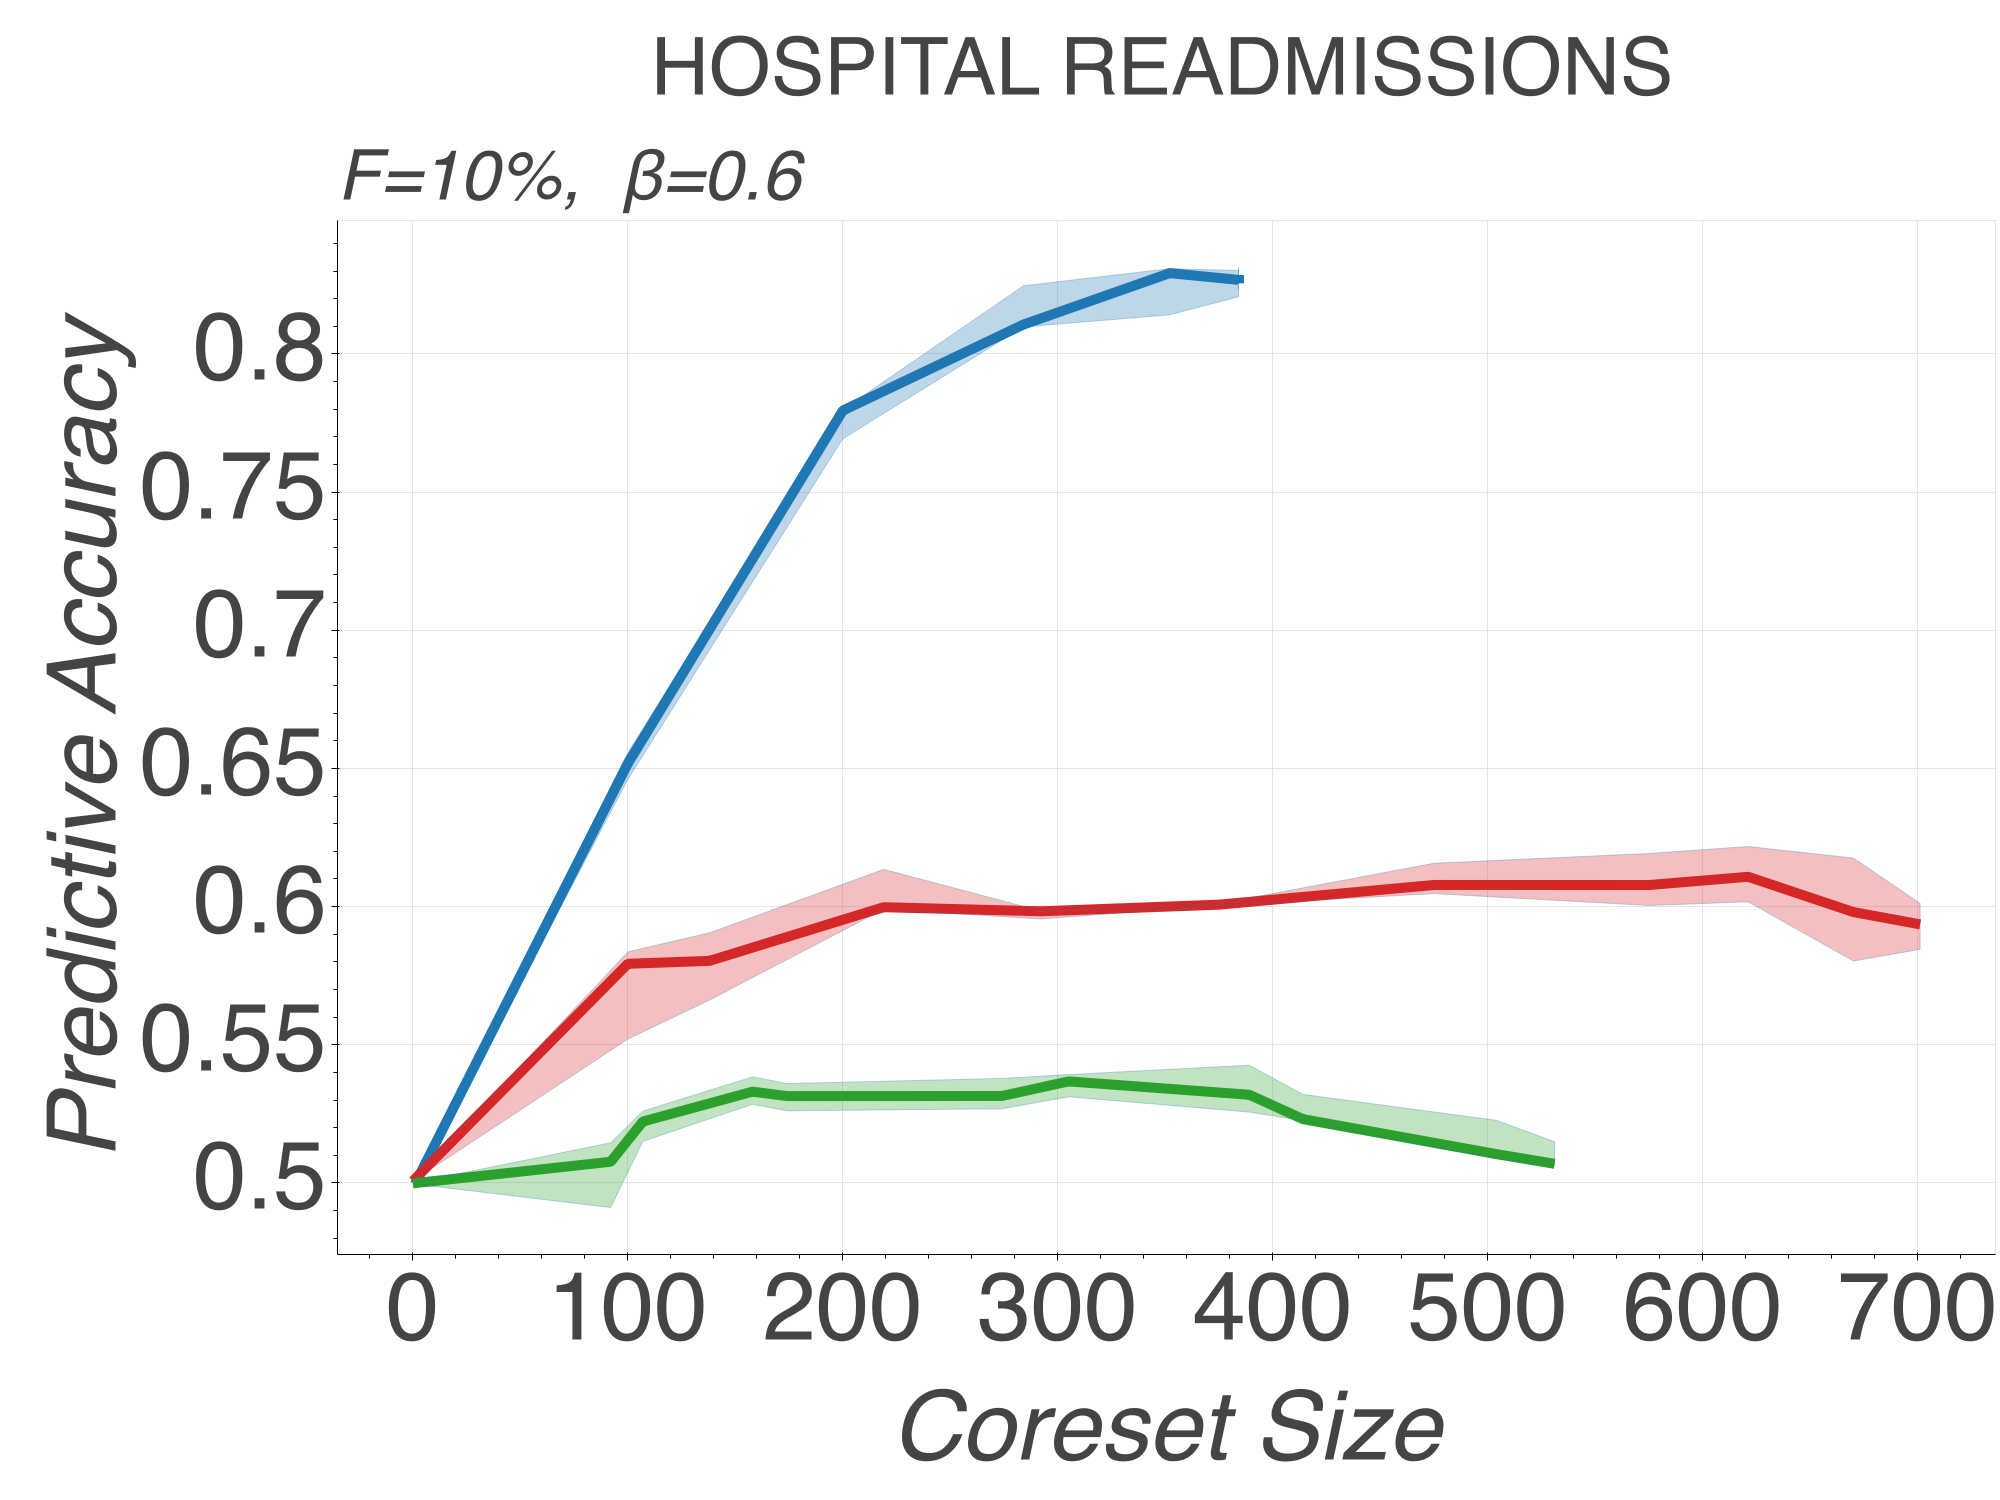 HOSPITAL READMISSIONS
F=10%, β=0.6
Predictive Accuracy
0.8
0.75
0.7
0.65
0.6
0.55
0.5
0 100 200 300 400 500 600 700
Coreset Size